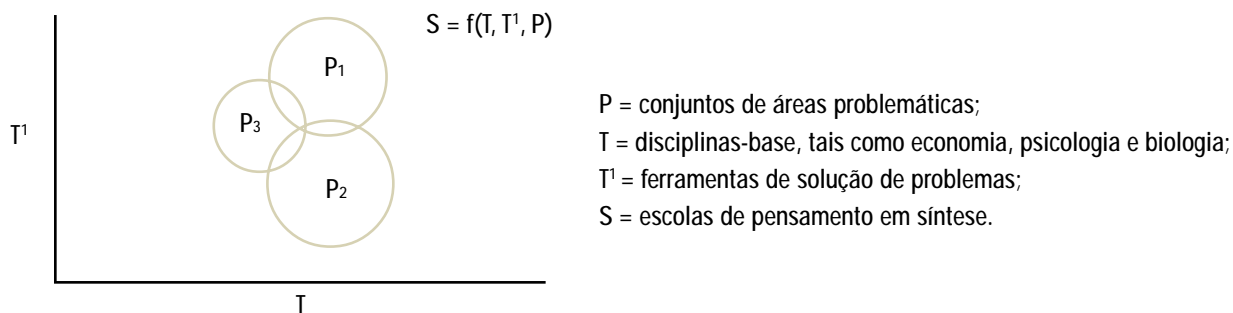 S = f(T, T¹, P)
P₁
P₃
P₂
T¹
T
P = conjuntos de áreas problemáticas;
T = disciplinas-base, tais como economia, psicologia e biologia;
T¹ = ferramentas de solução de problemas;
S = escolas de pensamento em síntese.